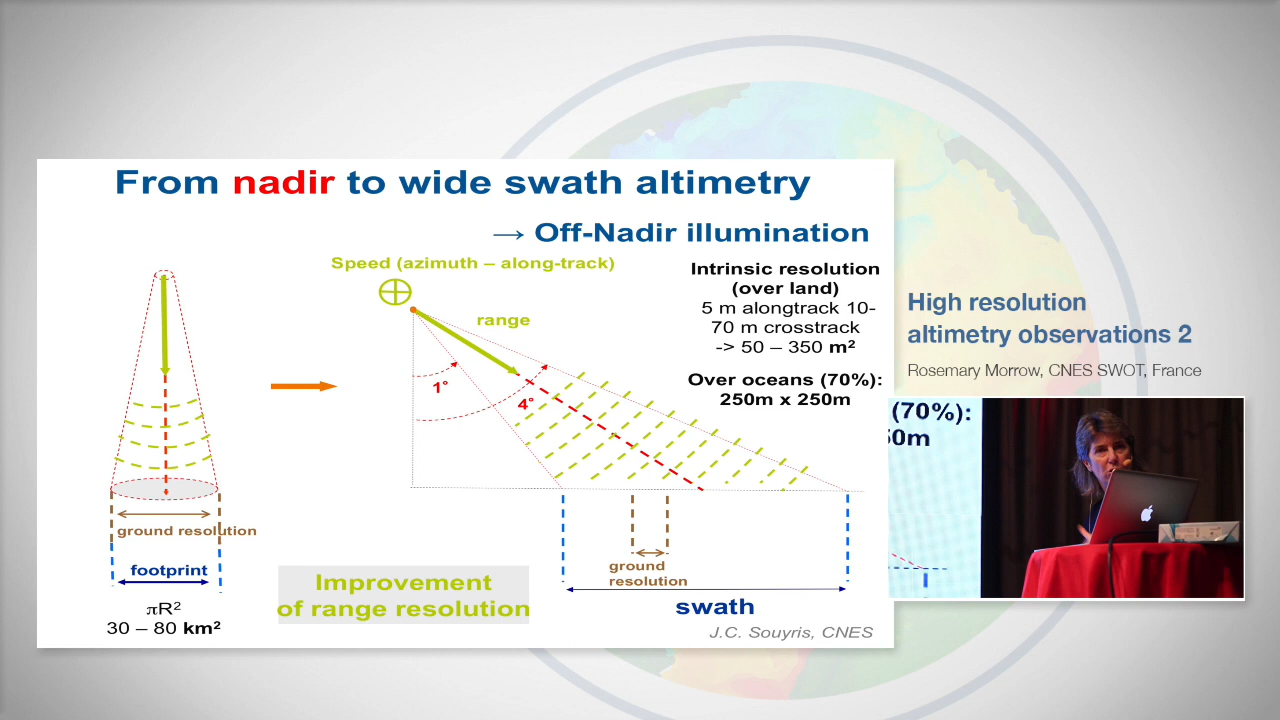 From nadir to wide swath altimetry
→ Off-Nadir illumination
Speed (azimuth – along-track)
range
1°
4°
Intrinsic resolution
(over land)
5 m alongtrack 10-
70 m crosstrack
-> 50 – 350 m²
Over oceans (70%):
250m x 250m
ground resolution
footprint
πR²
30 – 80 km²
Improvement
of range resolution
ground
resolution
swath
J.C. Souyris, CNES
High resolution
altimetry observations 2
Rosemary Morrow, CNES SWOT, France
(70%):
50m